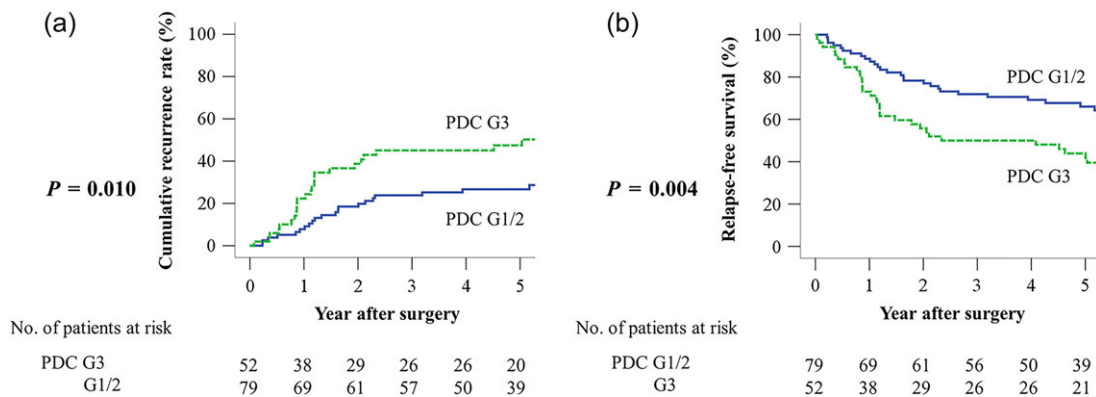 (a)
Cumulative recurrence rate (%)
100
80
60
40
20
0
PDC G3
PDC G1/2
P = 0.010
0 1 2 3 4 5
Year after surgery
No. of patients at risk
PDC G3 52 38 29 26 26 20
G1/2 79 69 61 57 50 39
(b)
Relapse-free survival (%)
100
80
60
40
20
0
PDC G1/2
PDC G3
P = 0.004
0 1 2 3 4 5
Year after surgery
No. of patients at risk
PDC G1/2 79 69 61 56 50 39
G3 52 38 29 26 26 21